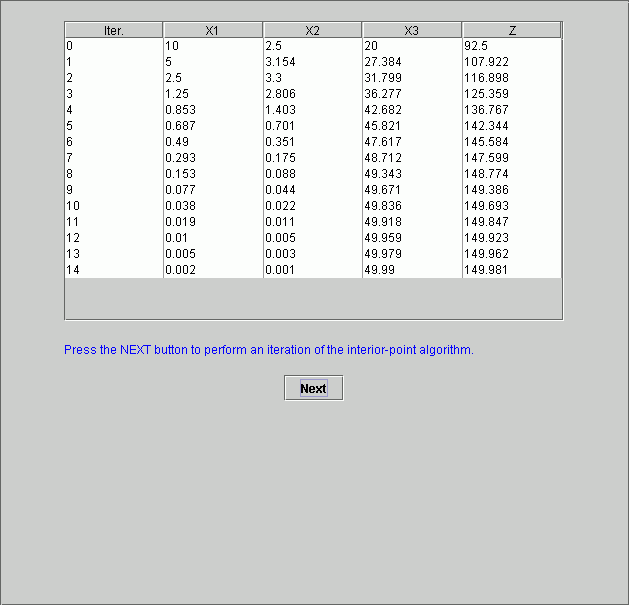 Iter. X1 X2 X3 Z
0 10 2.5 20 92.5
1 5 3.154 27.384 107.922
2 2.5 3.3 31.799 116.898
3 1.25 2.806 36.277 125.359
4 0.853 1.403 42.682 136.767
5 0.687 0.701 45.821 142.344
6 0.49 0.351 47.617 145.584
7 0.293 0.175 48.712 147.599
8 0.153 0.088 49.343 148.774
9 0.077 0.044 49.671 149.386
10 0.038 0.022 49.836 149.693
11 0.019 0.011 49.918 149.847
12 0.01 0.005 49.959 149.923
13 0.005 0.003 49.979 149.962
14 0.002 0.001 49.99 149.981
Press the NEXT button to perform an iteration of the interior-point algorithm.
Next